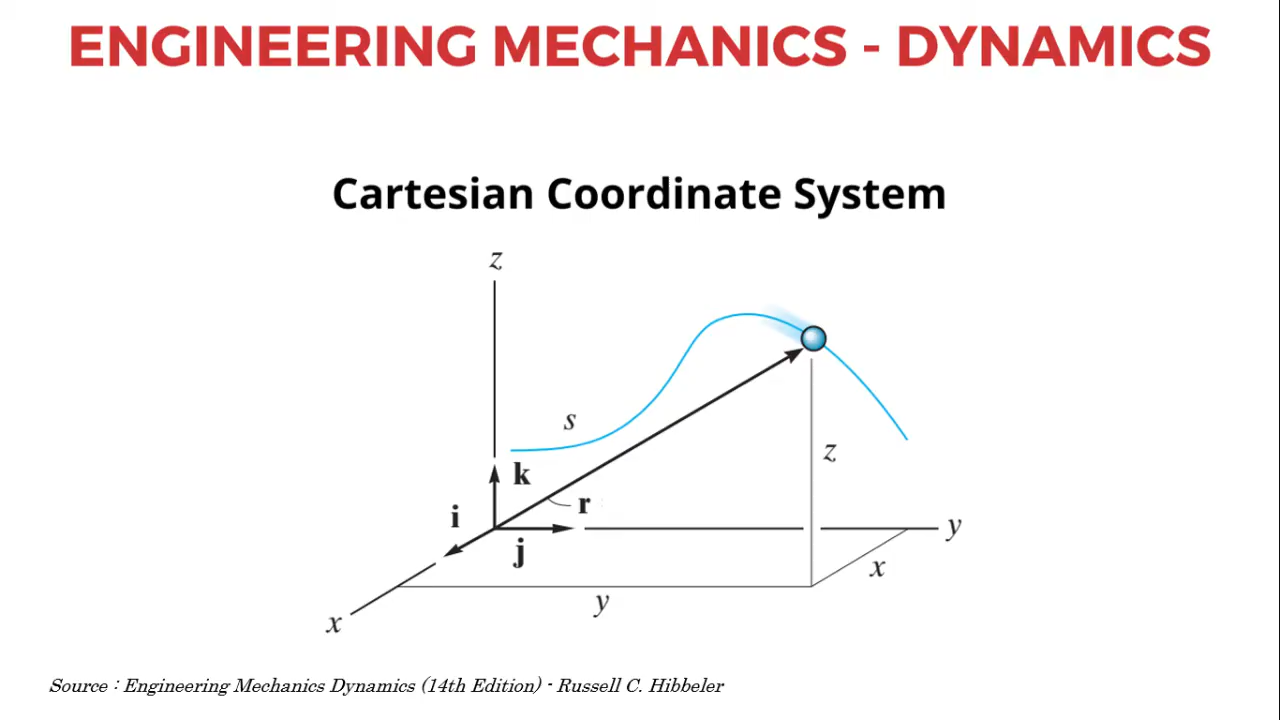 ENGINEERING MECHANICS - DYNAMICS
Cartesian Coordinate System
z
s
z
k
r
i
y
j
x
y
x
Source : Engineering Mechanics Dynamics (14th Edition) - Russell C. Hibbeler